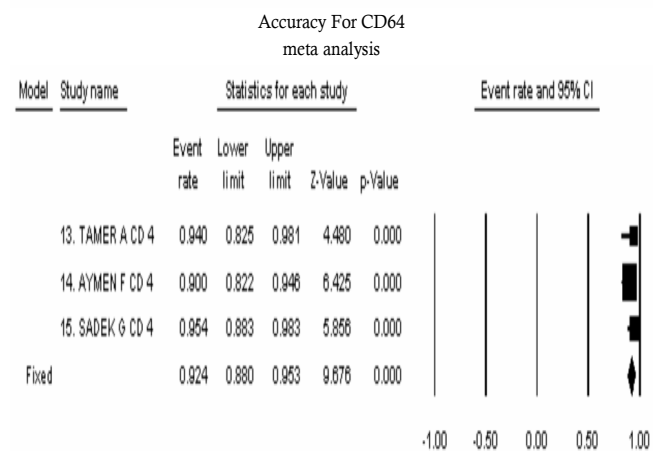 Accuracy For CD64
meta analysis
Model Study name Statistics for each study Event rate and 95% CI
Event Lower Upper
rate limit limit Z-Value p-Value
13. TAMER A CD 4 0.940 0.825 0.981 4.480 0.000
14. AYMEN F CD 4 0.900 0.822 0.946 6.425 0.000
15. SADEK G CD 4 0.954 0.883 0.983 5.856 0.000
Fixed 0.924 0.880 0.953 9.676 0.000
-1.00 -0.50 0.00 0.50 1.00